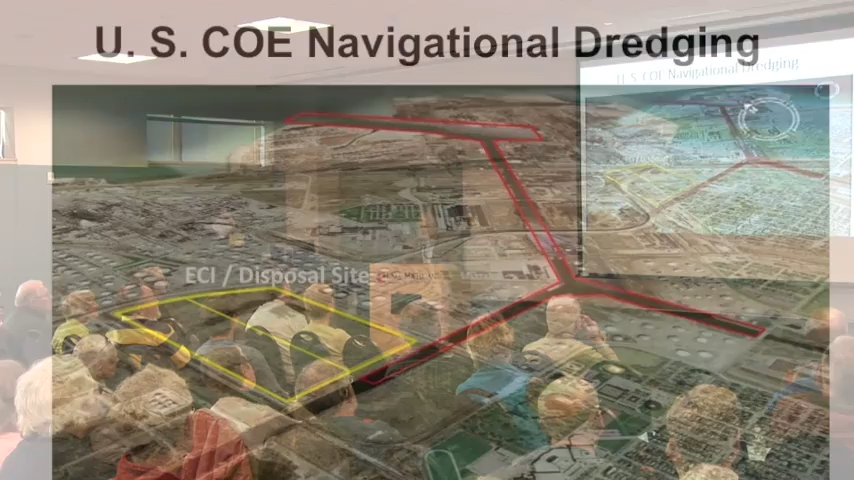 U. S. COE Navigational Dredging
U. S. COE Navigational Dredging
ECI / Disposal Site